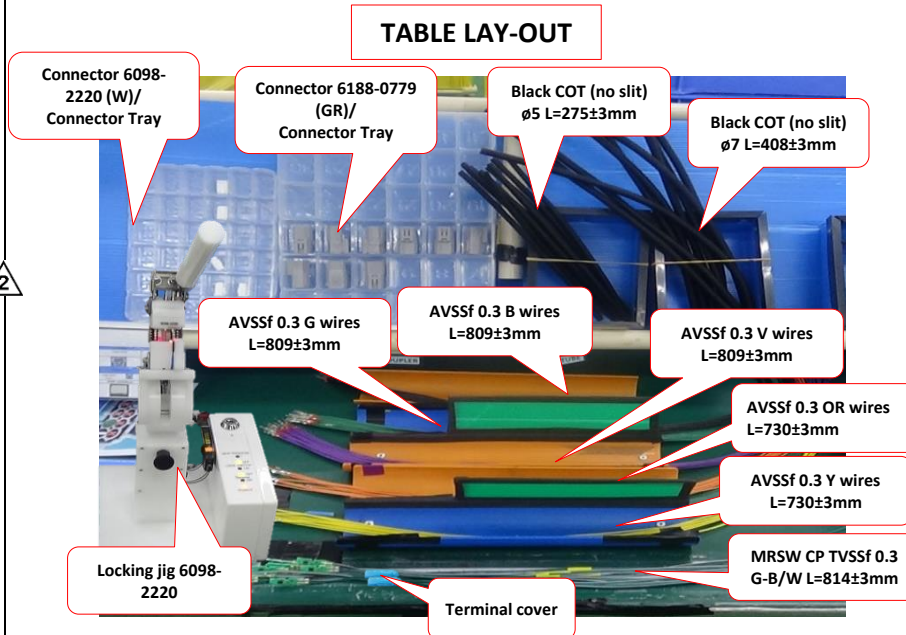 TABLE LAY-OUT
Connector 6098-
2220 (W)/
Connector Tray
Connector 6188-0779
(GR)/
Connector Tray
Black COT (no slit)
ø5 L=275±3mm
Black COT (no slit)
ø7 L=408±3mm
2
AVSSf 0.3 G wires
L=809±3mm
AVSSf 0.3 B wires
L=809±3mm
AVSSf 0.3 V wires
L=809±3mm
AVSSf 0.3 OR wires
L=730±3mm
AVSSf 0.3 Y wires
L=730±3mm
MRSW CP TVSSf 0.3
G-B/W L=814±3mm
Locking jig 6098-
2220
Terminal cover